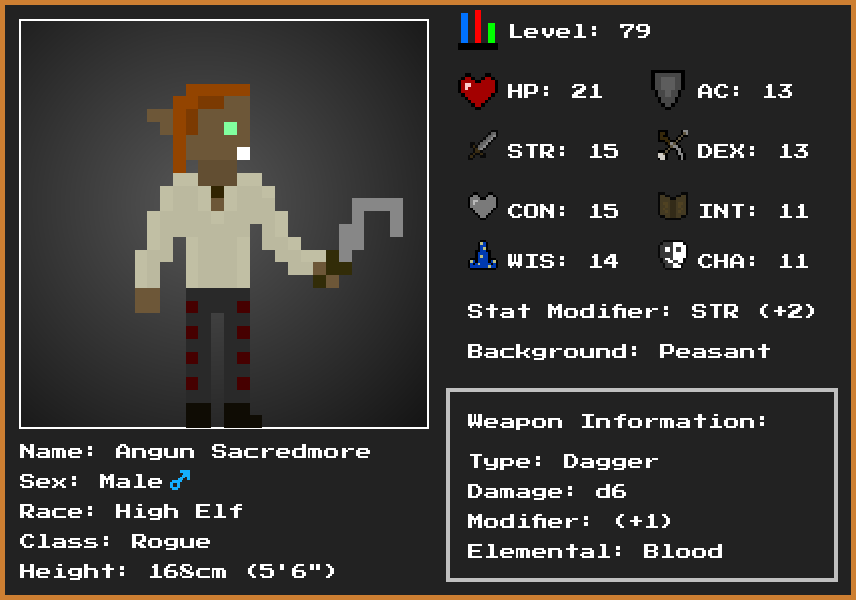 Level: 79
HP: 21
AC: 13
STR: 15
DEX: 13
CON: 15
INT: 11
WIS: 14
CHA: 11
Stat Modifier: STR (+2)
Background: Peasant
Weapon Information:
Type: Dagger
Damage: d6
Modifier: (+1)
Elemental: Blood
Name: Angun Sacredmore
Sex: Male ♂
Race: High Elf
Class: Rogue
Height: 168cm (5'6")